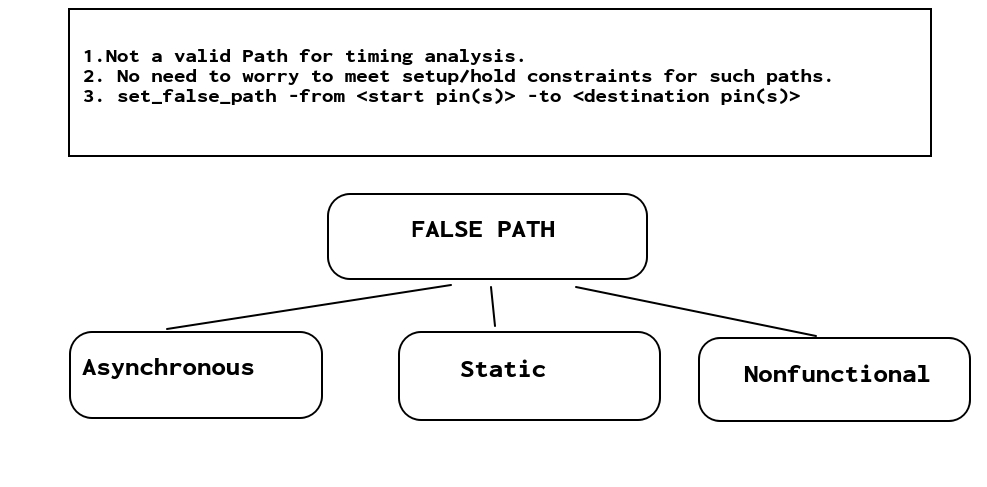 1.Not a valid Path for timing analysis.
2. No need to worry to meet setup/hold constraints for such paths.
3. set_false_path -from <start pin(s)> -to <destination pin(s)>
FALSE PATH
Asynchronous
Static
Nonfunctional